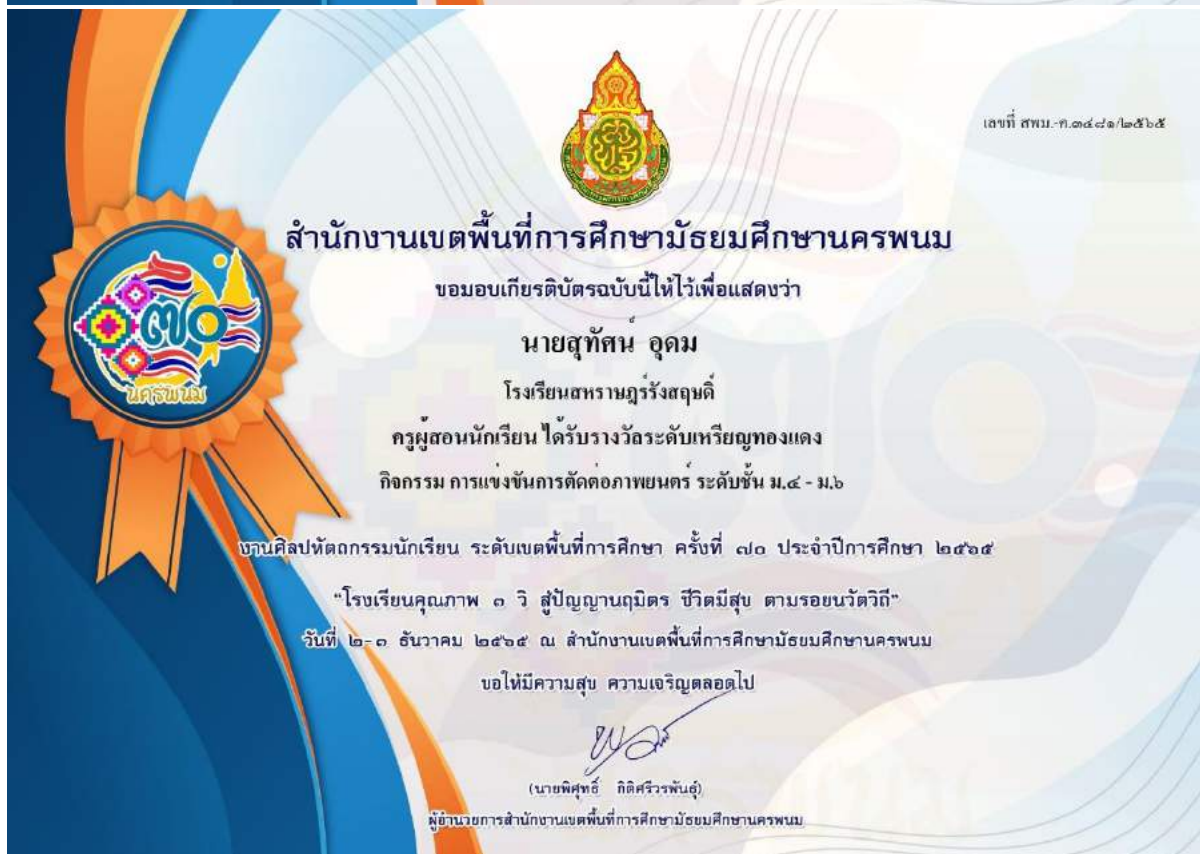 เลขที่ สพม.-ค.๓๔๘๑/๒๕๖๕
สำนักงานเขตพื้นที่การศึกษามัธยมศึกษานครพนม
ขอมอบเกียรติบัตรฉบับนี้ให้ไว้เพื่อแสดงว่า
นายสุทัศน์ อุดม
โรงเรียนสหราษฎร์รังสฤษดิ์
ครูผู้สอนนักเรียน ได้รับรางวัลระดับเหรียญทองแดง
กิจกรรม การแข่งขันการตัดต่อภาพยนตร์ ระดับชั้น ม.๔ - ม.๖
งานศิลปหัตถกรรมนักเรียน ระดับเขตพื้นที่การศึกษา ครั้งที่ ๗๐ ประจำปีการศึกษา ๒๕๖๕
"โรงเรียนคุณภาพ ๓ วิ สู่ปัญญานฤมิตร ชีวิตมีสุข ตามรอยนวัตวิถี"
วันที่ ๒-๓ ธันวาคม ๒๕๖๕ ณ สำนักงานเขตพื้นที่การศึกษามัธยมศึกษานครพนม
ขอให้มีความสุข ความเจริญตลอดไป
(นายพิศุทธิ์ กิติศรีวรพันธุ์)
ผู้อำนวยการสำนักงานเขตพื้นที่การศึกษามัธยมศึกษานครพนม
๗๐
นครพนม